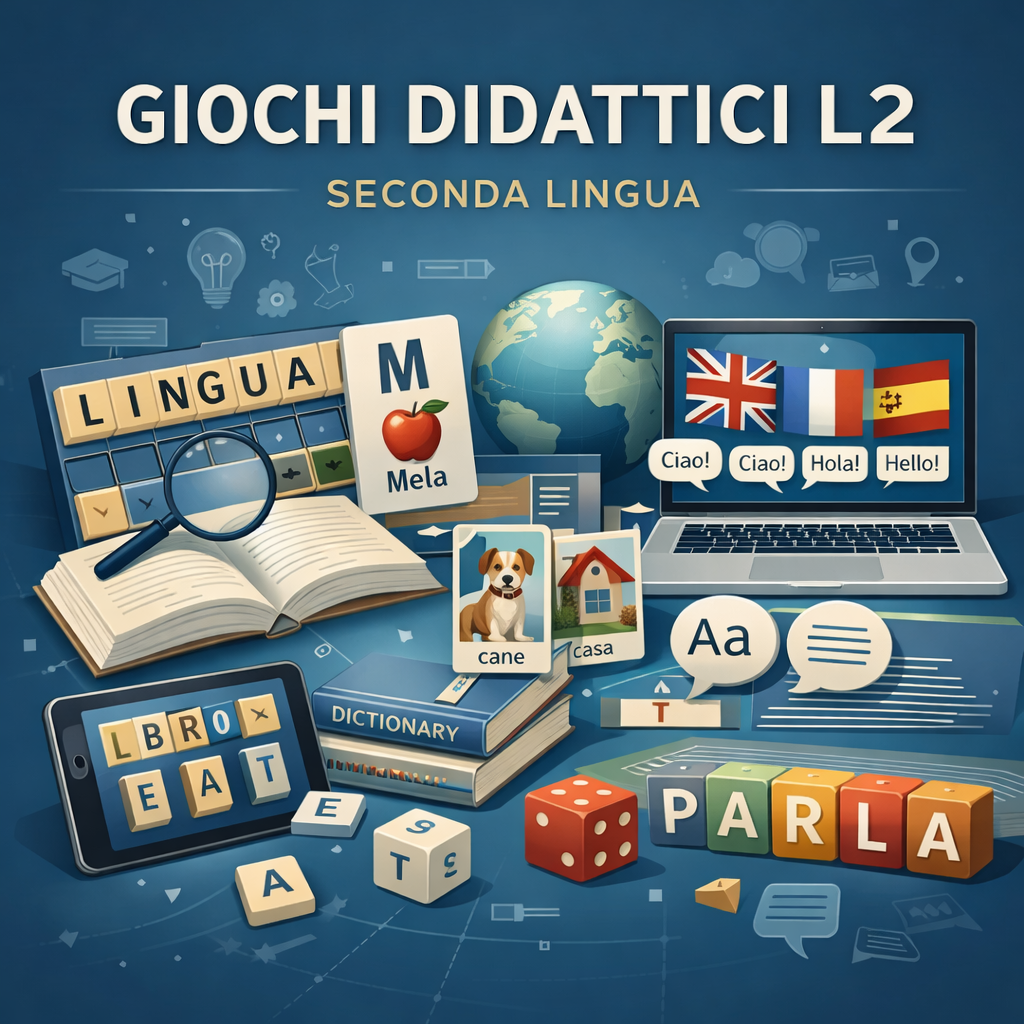 GIOCHI DIDATTICI L2
SECONDA LINGUA
LINGUA
M
Mela
Ciao!
Ciao!
Hola!
Hello!
cane
casa
Aa
DICTIONARY
T
LBRO×
EAT
E
A
T
PARLA